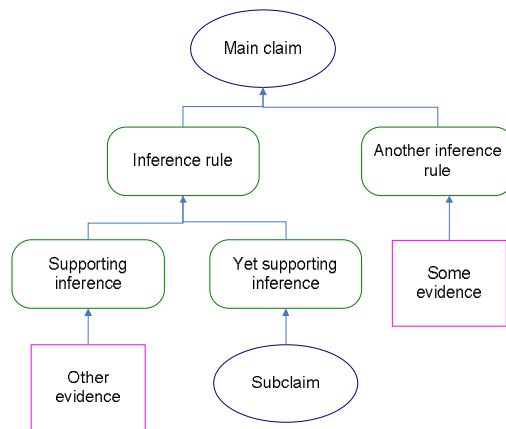 Main claim
Inference rule
Another inference
rule
Supporting
inference
Yet supporting
inference
Some
evidence
Other
evidence
Subclaim